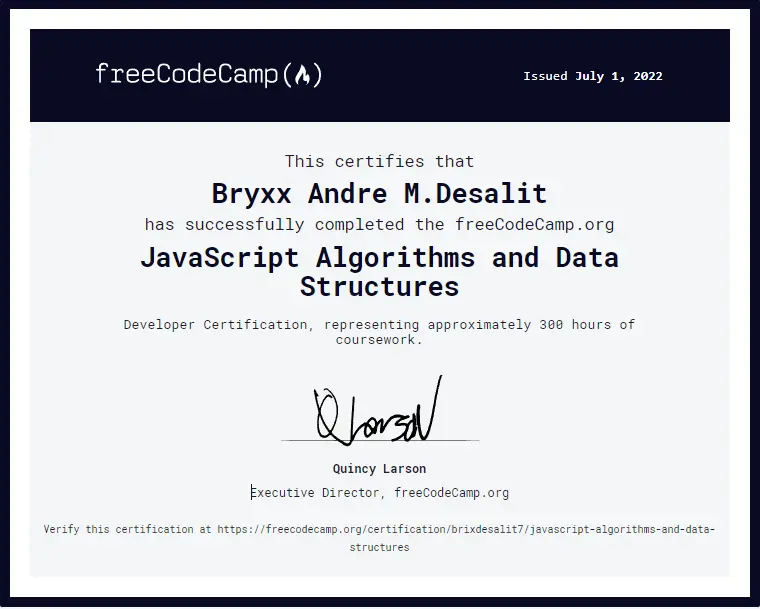 freeCodeCamp(🔥)
Issued July 1, 2022
This certifies that
Bryxx Andre M.Desalit
has successfully completed the freeCodeCamp.org
JavaScript Algorithms and Data
Structures
Developer Certification, representing approximately 300 hours of
coursework.
QLarson
Quincy Larson
Executive Director, freeCodeCamp.org
Verify this certification at https://freecodecamp.org/certification/brixdesalit7/javascript-algorithms-and-data-
structures